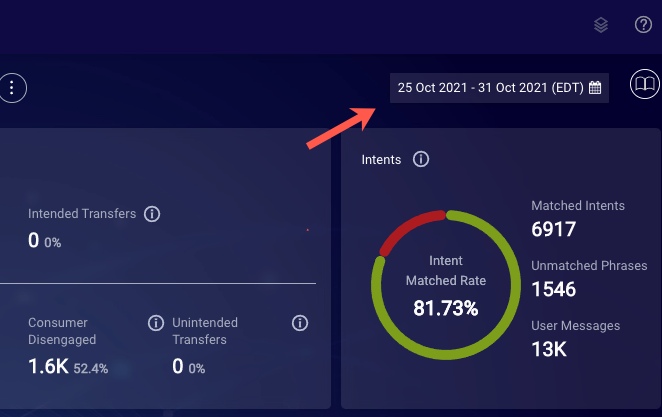 25 Oct 2021 - 31 Oct 2021 (EDT)
Intended Transfers
0 0%
Consumer
Disengaged
1.6K 52.4%
Unintended
Transfers
0 0%
Intents
Intent
Matched Rate
81.73%
Matched Intents
6917
Unmatched Phrases
1546
User Messages
13K